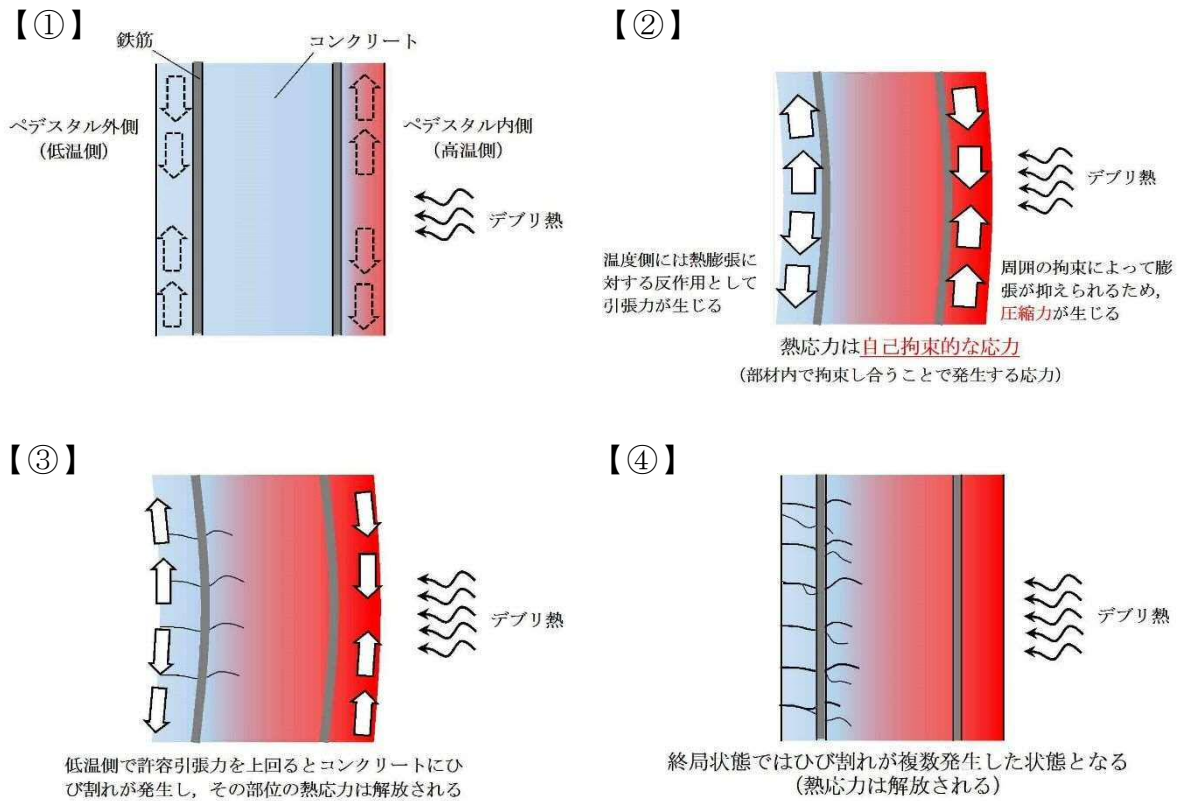 【①】
鉄筋
コンクリート
ペデスタル外側
(低温側)
ペデスタル内側
(高温側)
デブリ熱
【②】
デブリ熱
温度側には熱膨張に
対する反作用として
引張力が生じる
周囲の拘束によって膨
張が抑えられるため,
圧縮力が生じる
熱応力は自己拘束的な応力
(部材内で拘束し合うことで発生する応力)
【③】
デブリ熱
低温側で許容引張力を上回るとコンクリートにひ
び割れが発生し,その部位の熱応力は解放される
【④】
デブリ熱
終局状態ではひび割れが複数発生した状態となる
(熱応力は解放される)